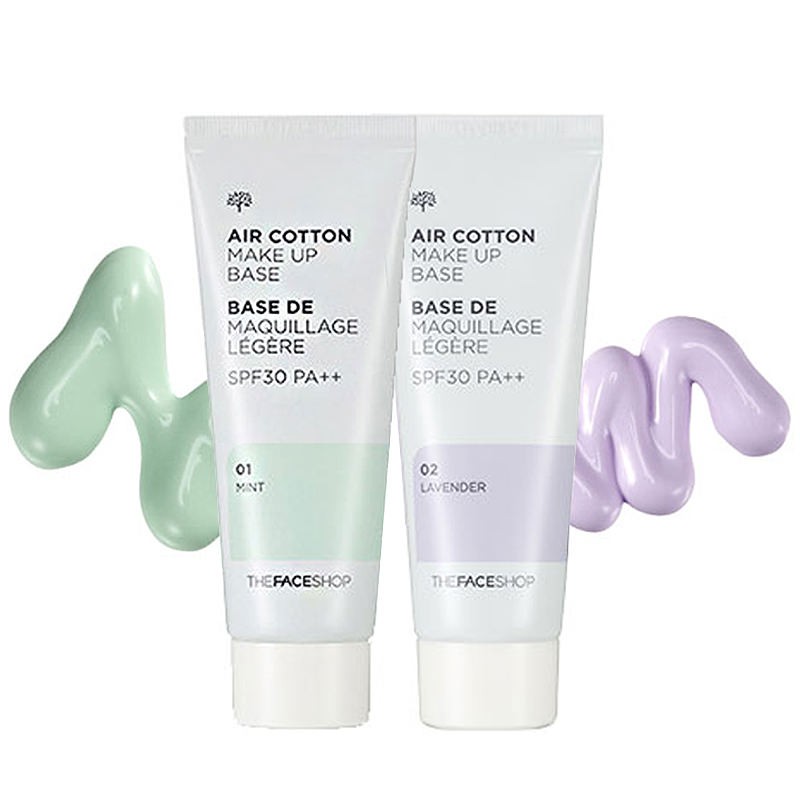 AIR COTTON
MAKE UP
BASE
BASE DE
MAQUILLAGE
LÉGÈRE
SPF30 PA++
01
MINT
THEFACESHOP
AIR COTTON
MAKE UP
BASE
BASE DE
MAQUILLAGE
LÉGÈRE
SPF30 PA++
02
LAVENDER
THEFACESHOP